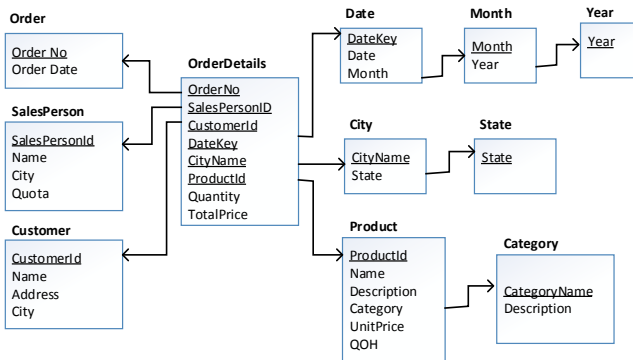 Order
Order No
Order Date
SalesPerson
SalesPersonId
Name
City
Quota
Customer
CustomerId
Name
Address
City
OrderDetails
OrderNo
SalesPersonID
CustomerId
DateKey
CityName
ProductId
Quantity
TotalPrice
Date
DateKey
Date
Month
Month
Month
Year
Year
Year
City
CityName
State
State
State
Product
ProductId
Name
Description
Category
UnitPrice
QOH
Category
CategoryName
Description